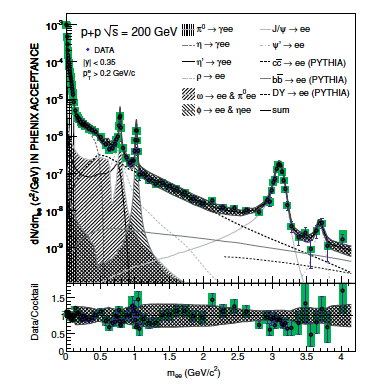 p+p √s = 200 GeV
DATA
|y| < 0.35
p_T^e > 0.2 GeV/c
π⁰ → γee
η → γee
η' → γee
ρ → ee
ω → ee & π⁰ee
ϕ → ee & ηee
J/ψ → ee
ψ' → ee
cc̅ → ee (PYTHIA)
bb̅ → ee (PYTHIA)
DY → ee (PYTHIA)
sum
dN/dm_ee (c²/GeV) IN PHENIX ACCEPTANCE
10⁻³
10⁻⁴
10⁻⁵
10⁻⁶
10⁻⁷
10⁻⁸
10⁻⁹
Data/Cocktail
1.5
1
0.5
0
0 0.5 1 1.5 2 2.5 3 3.5 4
m_ee (GeV/c²)